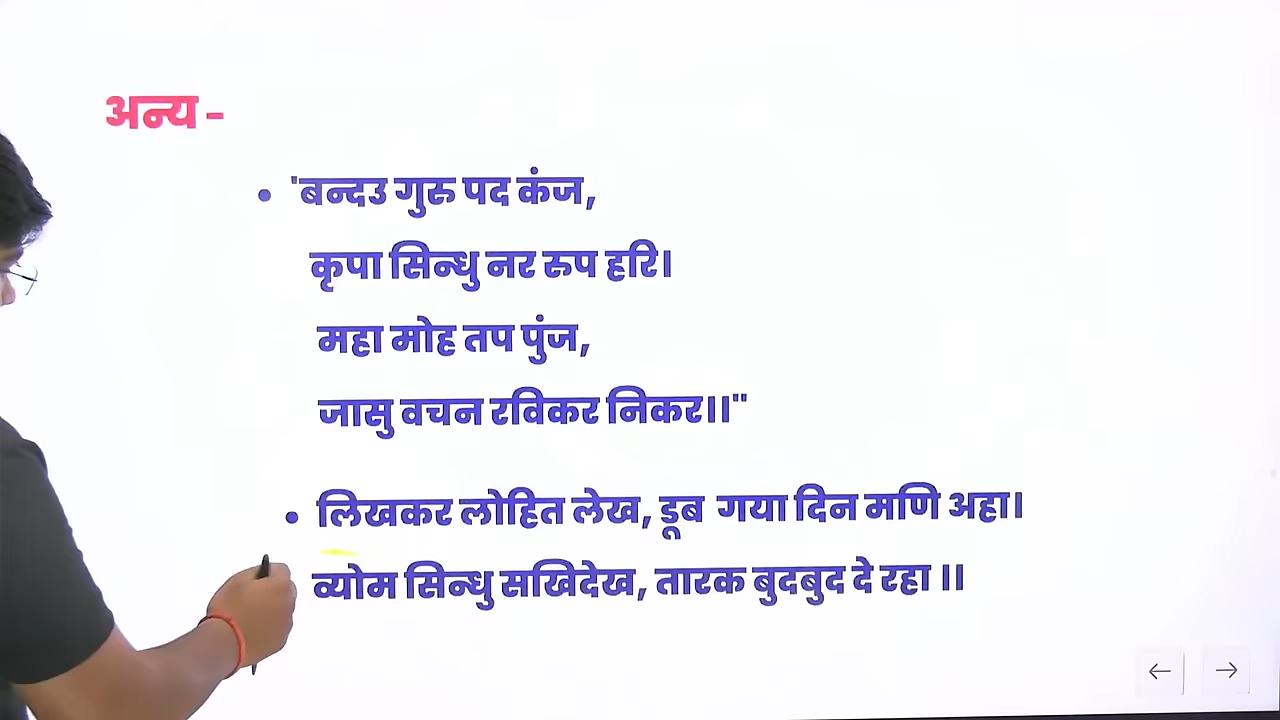 अन्य -
• "बन्दउ गुरु पद कंज,
कृपा सिन्धु नर रुप हरि।
महा मोह तप पुंज,
जासु वचन रविकर निकर।।"
• लिखकर लोहित लेख, डूब गया दिन मणि अहा।
व्योम सिन्धु सखिदेख, तारक बुदबुद दे रहा ।।